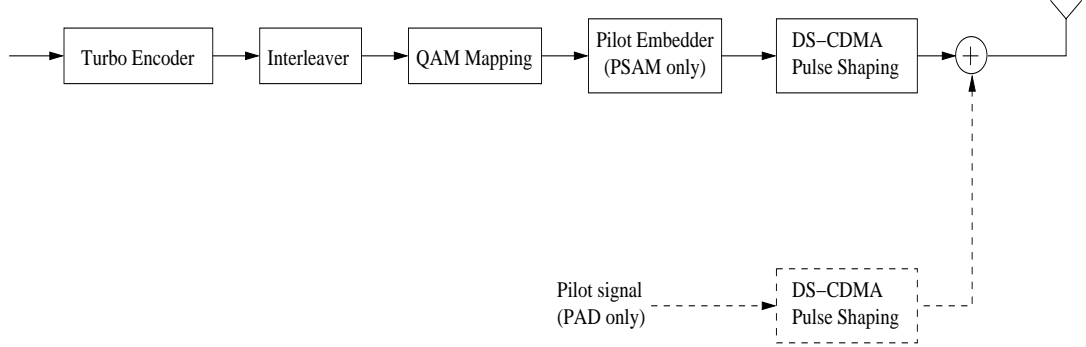 Turbo Encoder
Interleaver
QAM Mapping
Pilot Embedder
(PSAM only)
DS−CDMA
Pulse Shaping
+
Pilot signal
(PAD only)
DS−CDMA
Pulse Shaping